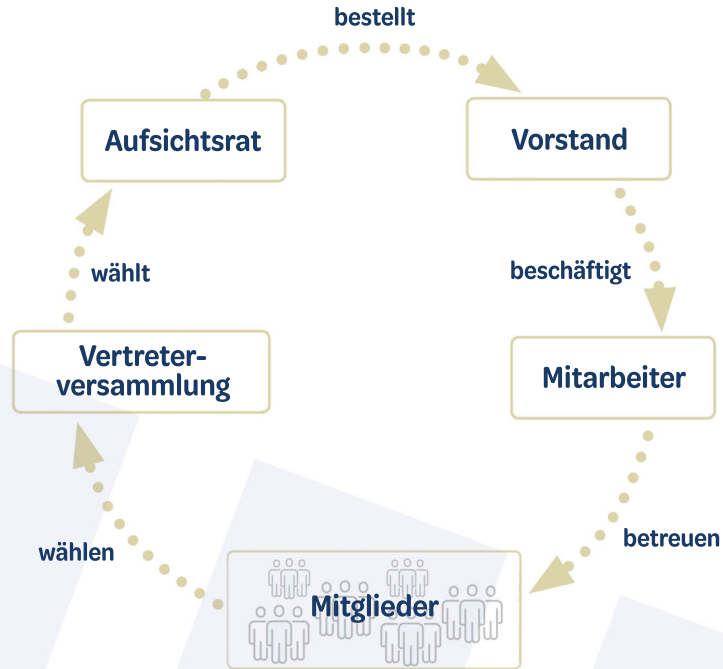 bestellt
Aufsichtsrat
Vorstand
wählt
beschäftigt
Vertreter-
versammlung
Mitarbeiter
wählen
betreuen
Mitglieder